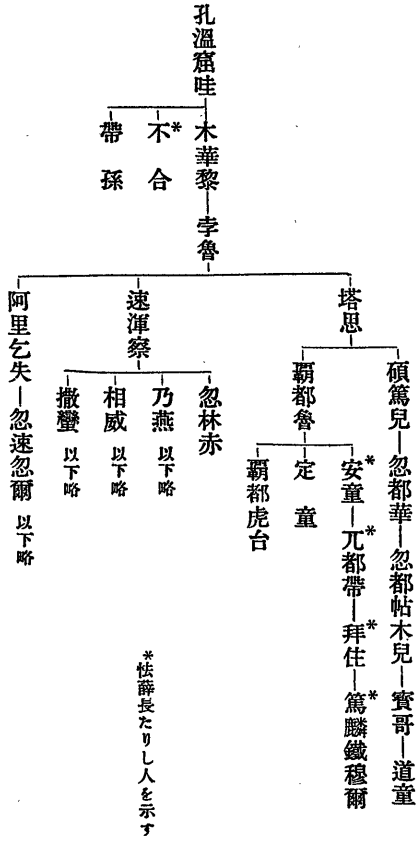 孔溫窟哇
木華黎
孛魯
*不合
帶孫
塔思
碩篤兒
忽都華
忽都帖木兒
寳哥
道童
覇都魯
*安童
*兀都帶
*拜住
*篤麟鐵穆爾
定童
覇都虎台
速渾察
忽林赤
乃燕 以下略
相威 以下略
撒蠻 以下略
阿里乞失
忽速忽爾 以下略
*怯薛長たりし人を示す